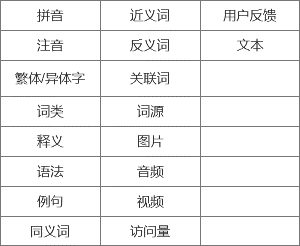 拼音 近义词 用户反馈
注音 反义词 文本
繁体/异体字 关联词
词类 词源
释义 图片
语法 音频
例句 视频
同义词 访问量